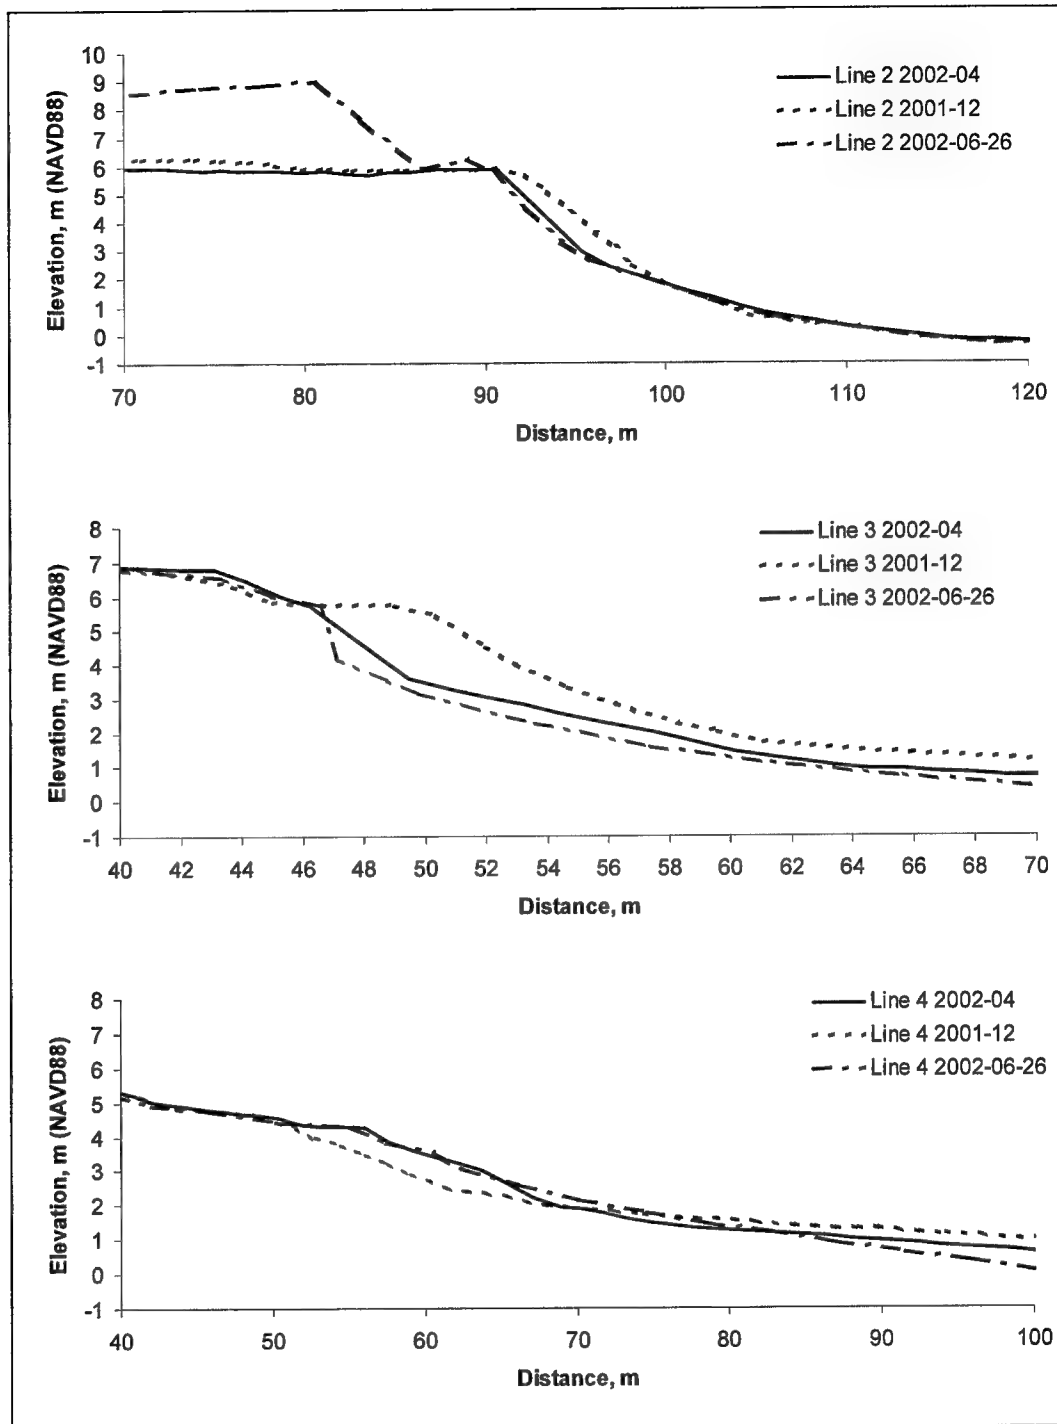 10
9
8
7
6
5
4
3
2
1
0
-1
Elevation, m (NAVD88)
Line 2 2002-04
Line 2 2001-12
Line 2 2002-06-26
70 80 90 100 110 120
Distance, m
8
7
6
5
4
3
2
1
0
-1
Elevation, m (NAVD88)
Line 3 2002-04
Line 3 2001-12
Line 3 2002-06-26
40 42 44 46 48 50 52 54 56 58 60 62 64 66 68 70
Distance, m
8
7
6
5
4
3
2
1
0
-1
Elevation, m (NAVD88)
Line 4 2002-04
Line 4 2001-12
Line 4 2002-06-26
40 50 60 70 80 90 100
Distance, m